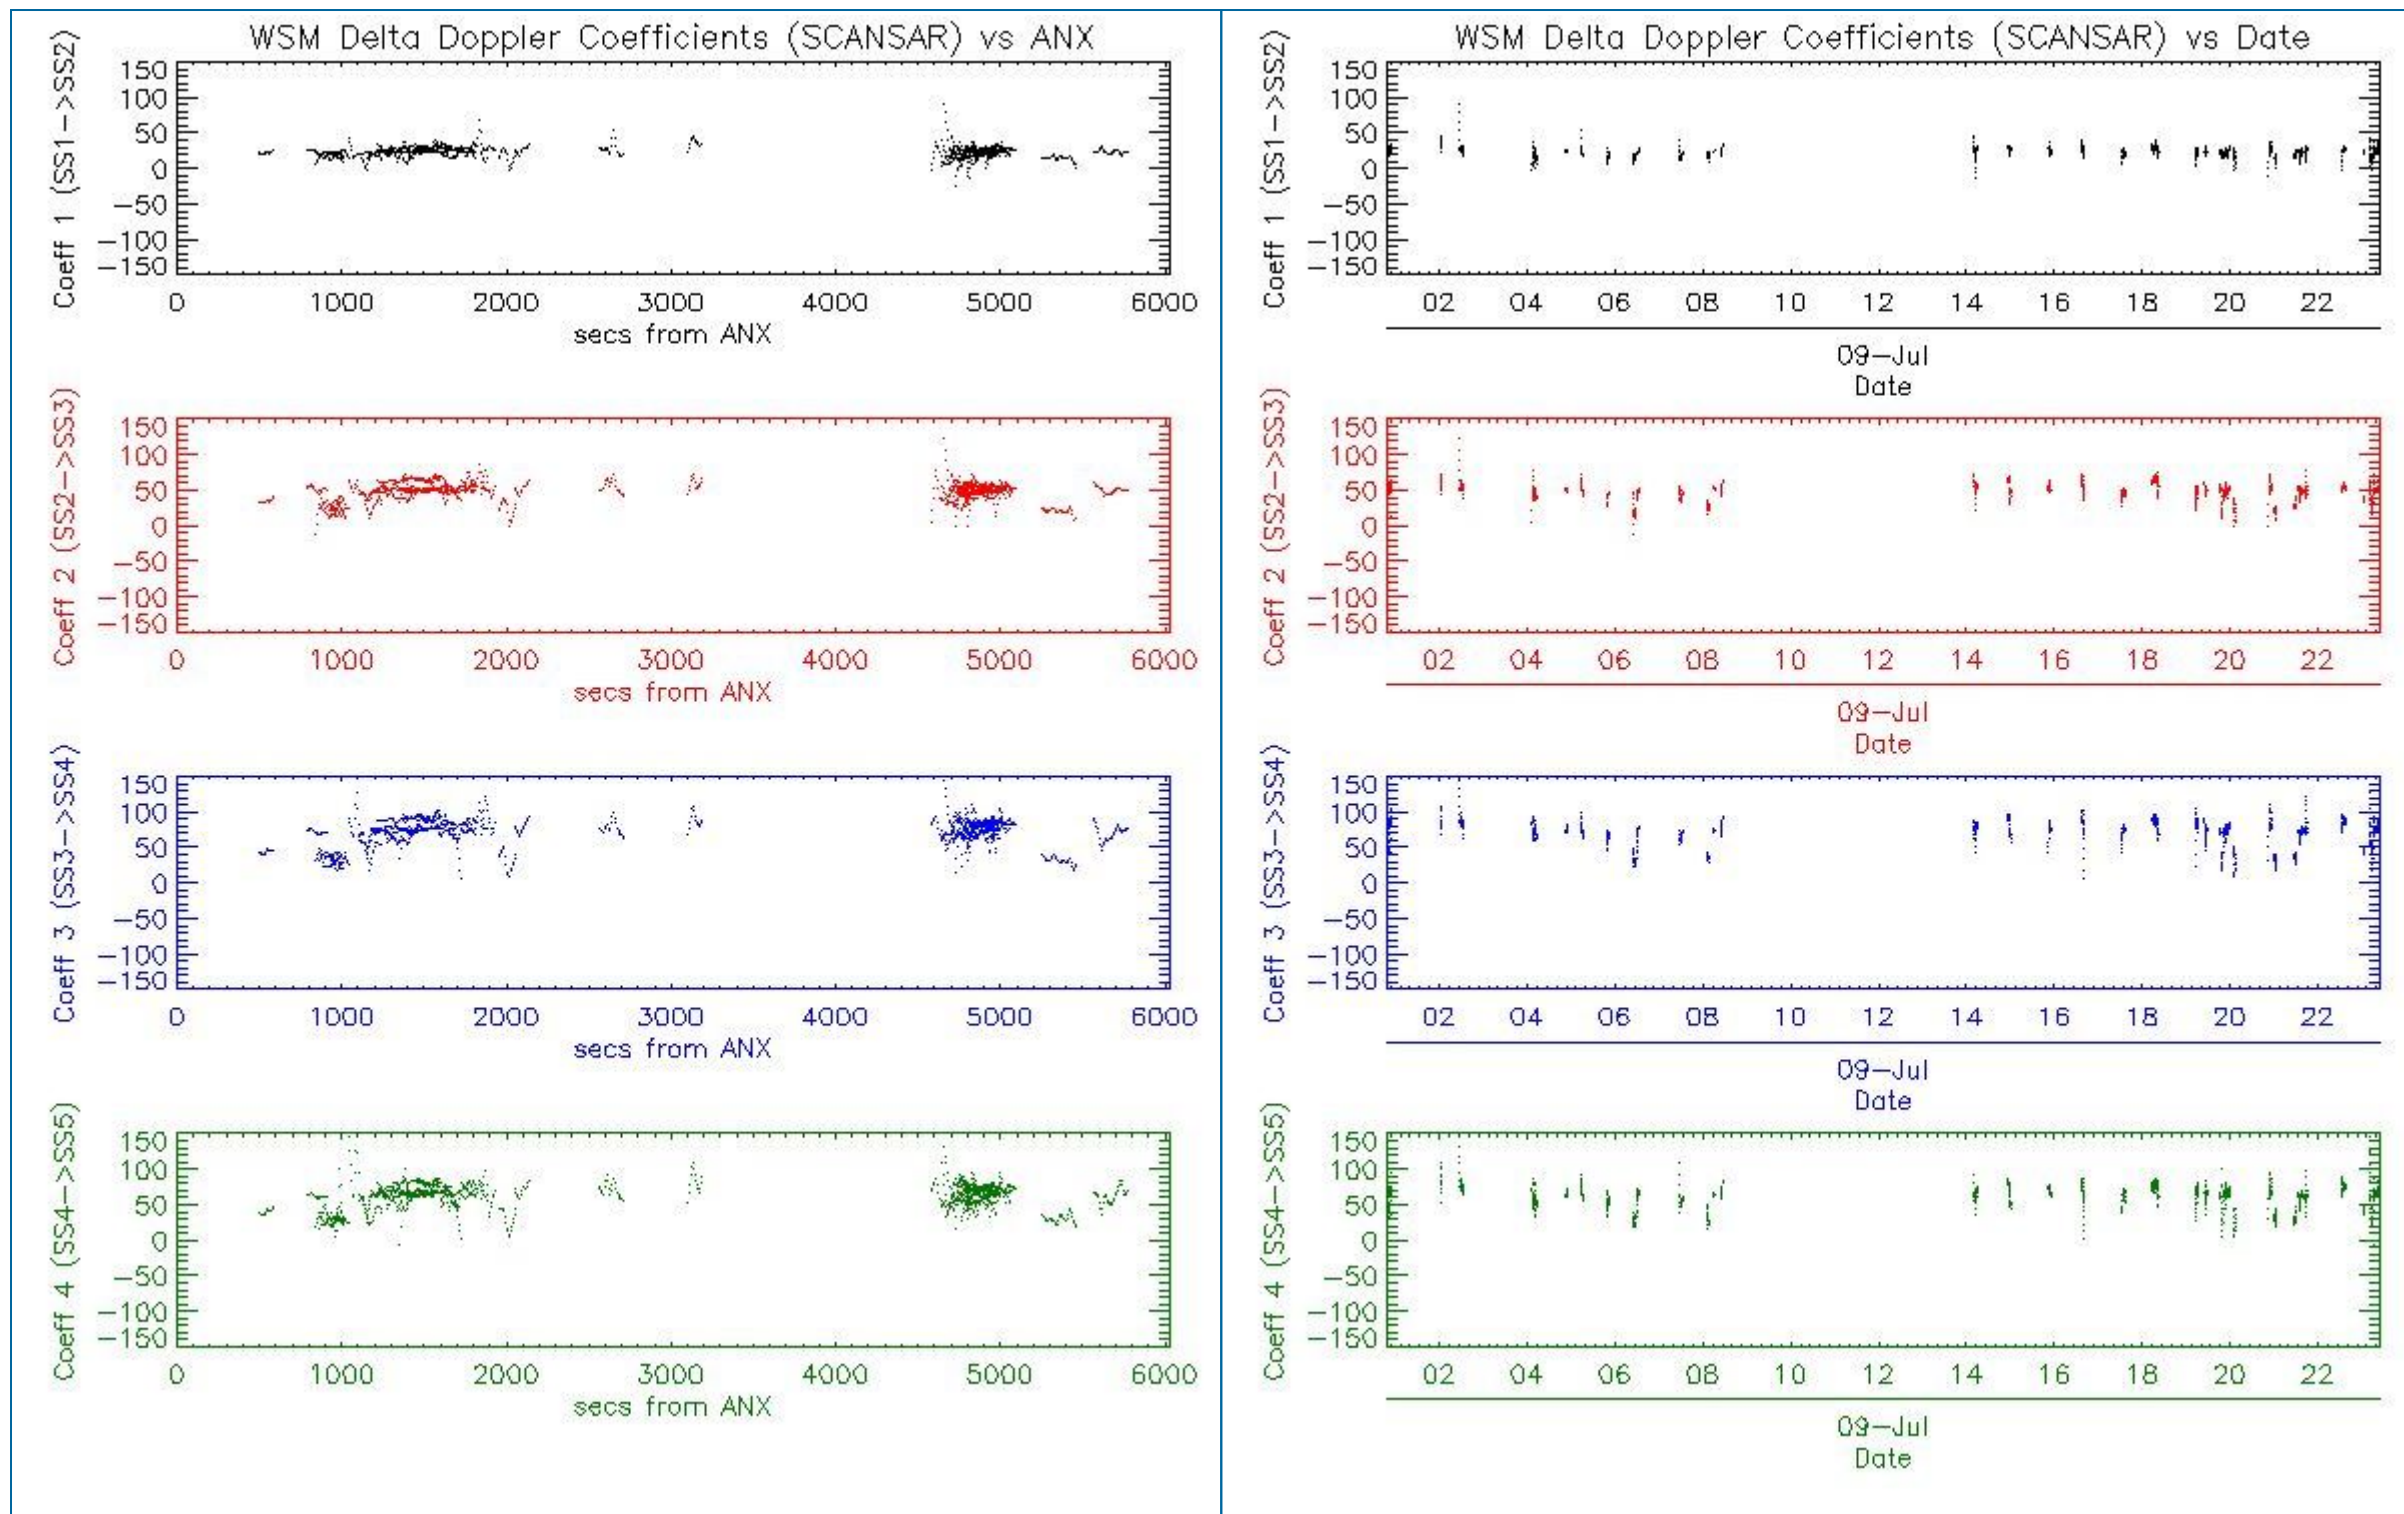 WSM Delta Doppler Coefficients (SCANSAR) vs ANX
Coeff 1 (SS1->SS2)
150
100
50
0
-50
-100
-150
0 1000 2000 3000 4000 5000 6000
secs from ANX
Coeff 2 (SS2->SS3)
150
100
50
0
-50
-100
-150
0 1000 2000 3000 4000 5000 6000
secs from ANX
Coeff 3 (SS3->SS4)
150
100
50
0
-50
-100
-150
0 1000 2000 3000 4000 5000 6000
secs from ANX
Coeff 4 (SS4->SS5)
150
100
50
0
-50
-100
-150
0 1000 2000 3000 4000 5000 6000
secs from ANX
WSM Delta Doppler Coefficients (SCANSAR) vs Date
Coeff 1 (SS1->SS2)
150
100
50
0
-50
-100
-150
02 04 06 08 10 12 14 16 18 20 22
09-Jul
Date
Coeff 2 (SS2->SS3)
150
100
50
0
-50
-100
-150
02 04 06 08 10 12 14 16 18 20 22
09-Jul
Date
Coeff 3 (SS3->SS4)
150
100
50
0
-50
-100
-150
02 04 06 08 10 12 14 16 18 20 22
09-Jul
Date
Coeff 4 (SS4->SS5)
150
100
50
0
-50
-100
-150
02 04 06 08 10 12 14 16 18 20 22
09-Jul
Date